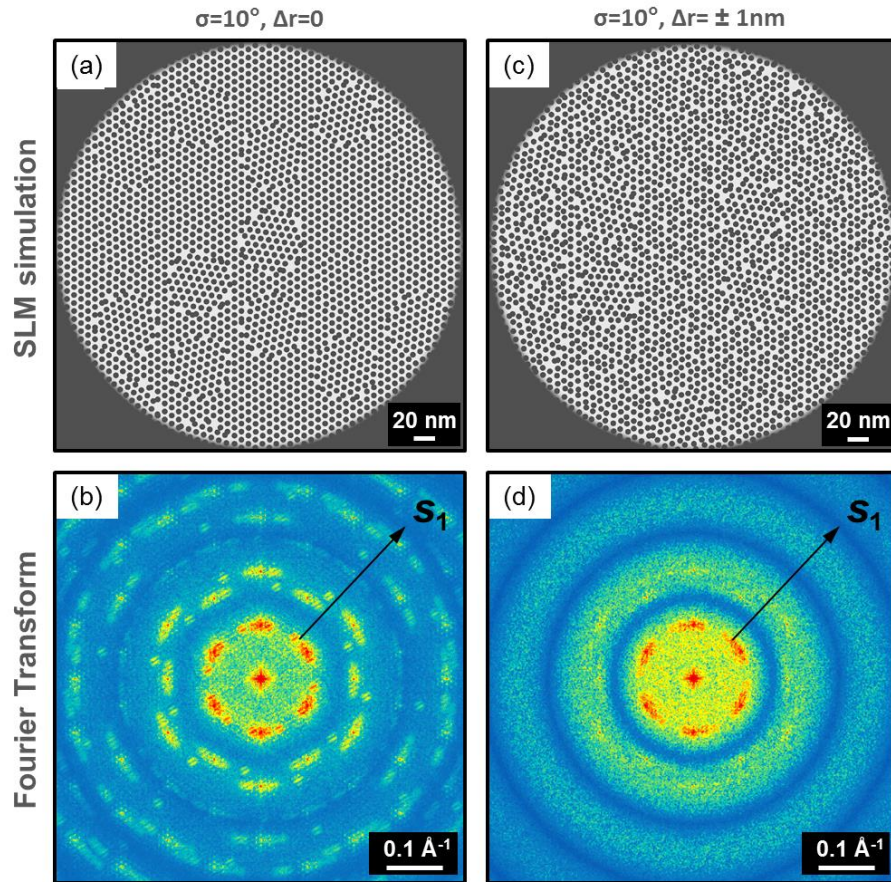 σ=10°, Δr=0
σ=10°, Δr= ± 1nm
SLM simulation
(a)
20 nm
(c)
20 nm
Fourier Transform
(b)
s₁
0.1 Å⁻¹
(d)
s₁
0.1 Å⁻¹